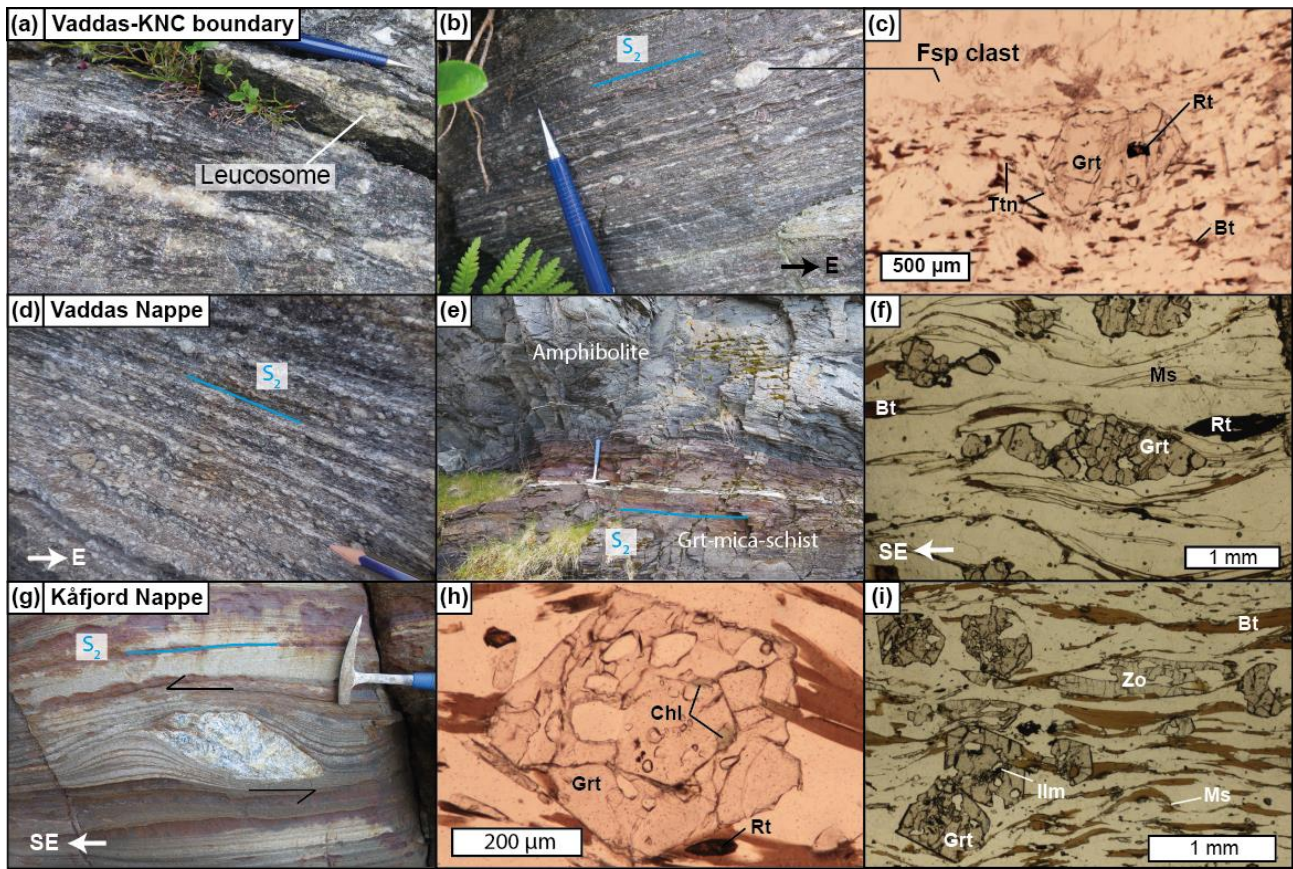 (a) Vaddas-KNC boundary
Leucosome
(b)
S2
E
(c)
Fsp clast
Rt
Grt
Ttn
Bt
500 µm
(d) Vaddas Nappe
S2
E
(e)
Amphibolite
S2
Grt-mica-schist
(f)
Ms
Bt
Rt
Grt
SE
1 mm
(g) Kåfjord Nappe
S2
SE
(h)
Chl
Grt
Rt
200 µm
(i)
Bt
Zo
Ilm
Ms
Grt
1 mm